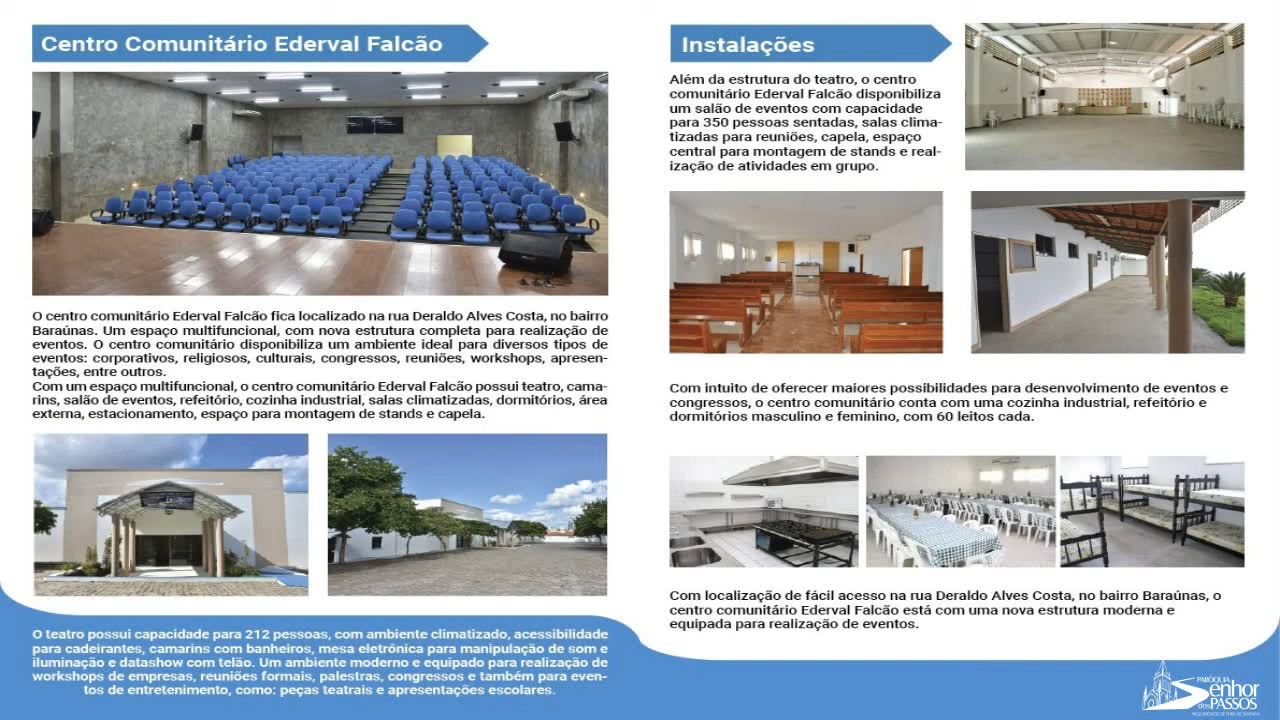 Centro Comunitário Ederval Falcão
O centro comunitário Ederval Falcão fica localizado na rua Deraldo Alves Costa, no bairro
Baraúnas. Um espaço multifuncional, com nova estrutura completa para realização de
eventos. O centro comunitário disponibiliza um ambiente ideal para diversos tipos de
eventos: corporativos, religiosos, culturais, congressos, reuniões, workshops, apresen-
tações, entre outros.
Com um espaço multifuncional, o centro comunitário Ederval Falcão possui teatro, cama-
rins, salão de eventos, refeitório, cozinha industrial, salas climatizadas, dormitórios, área
externa, estacionamento, espaço para montagem de stands e capela.
O teatro possui capacidade para 212 pessoas, com ambiente climatizado, acessibilidade
para cadeirantes, camarins com banheiros, mesa eletrônica para manipulação de som e
iluminação e datashow com telão. Um ambiente moderno e equipado para realização de
workshops de empresas, reuniões formais, palestras, congressos e também para even-
tos de entretenimento, como: peças teatrais e apresentações escolares.
Instalações
Além da estrutura do teatro, o centro
comunitário Ederval Falcão disponibiliza
um salão de eventos com capacidade
para 350 pessoas sentadas, salas clima-
tizadas para reuniões, capela, espaço
central para montagem de stands e real-
ização de atividades em grupo.
Com intuito de oferecer maiores possibilidades para desenvolvimento de eventos e
congressos, o centro comunitário conta com uma cozinha industrial, refeitório e
dormitórios masculino e feminino, com 60 leitos cada.
Com localização de fácil acesso na rua Deraldo Alves Costa, no bairro Baraúnas, o
centro comunitário Ederval Falcão está com uma nova estrutura moderna e
equipada para realização de eventos.
PARÓQUIA
Senhor
dos PASSOS
ARQUIDIOCESE DE FEIRA DE SANTANA